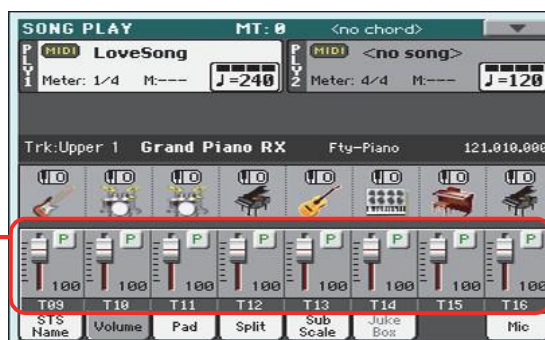 SONG PLAY MT: 0 <no chord>
PLY1 MIDI LoveSong
Meter: 1/4 M:--- ♩=240
PLY2 MIDI <no song>
Meter: 4/4 M:--- ♩=120
Trk:Upper 1 Grand Piano RX Fty-Piano 121.010.000
P P P P P P P P
100 100 100 100 100 100 100 100
T09 T10 T11 T12 T13 T14 T15 T16
STS Name Volume Pad Split Sub Scale Juke Box Mic